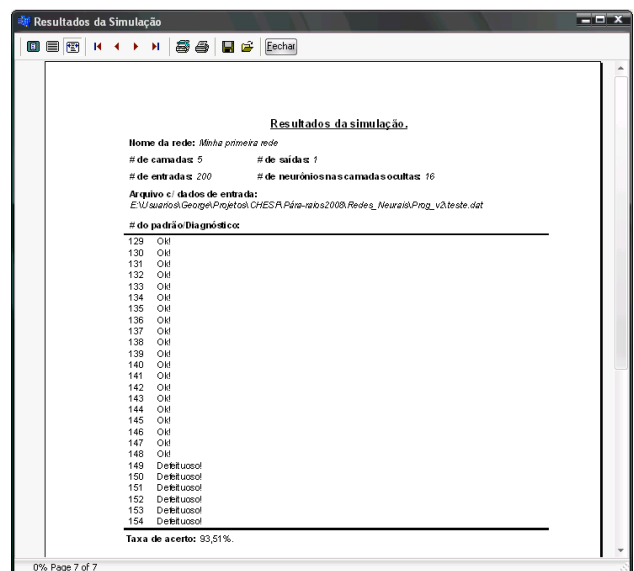 Resultados da Simulação
Fechar
Resultados da simulação.
Nome da rede: Minha primeira rede
# de camadas: 5 # de saídas: 1
# de entradas: 200 # de neurônios nas camadas ocultas: 16
Arquivo c/ dados de entrada:
E:\Usuarios\George\Projetos\CHESF\Pára-raios2008\Redes_Neurais\Prog_v2\teste.dat
# do padrão/Diagnóstico:
129 Ok!
130 Ok!
131 Ok!
132 Ok!
133 Ok!
134 Ok!
135 Ok!
136 Ok!
137 Ok!
138 Ok!
139 Ok!
140 Ok!
141 Ok!
142 Ok!
143 Ok!
144 Ok!
145 Ok!
146 Ok!
147 Ok!
148 Ok!
149 Defeituoso!
150 Defeituoso!
151 Defeituoso!
152 Defeituoso!
153 Defeituoso!
154 Defeituoso!
Taxa de acerto: 93,51%.
0% Page 7 of 7